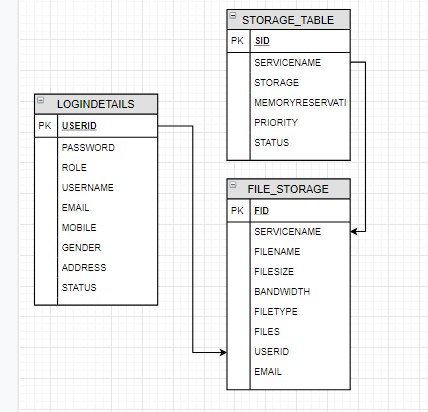 STORAGE_TABLE
PK SID
SERVICENAME
STORAGE
MEMORYRESERVATI
PRIORITY
STATUS
LOGINDETAILS
PK USERID
PASSWORD
ROLE
USERNAME
EMAIL
MOBILE
GENDER
ADDRESS
STATUS
FILE_STORAGE
PK FID
SERVICENAME
FILENAME
FILESIZE
BANDWIDTH
FILETYPE
FILES
USERID
EMAIL